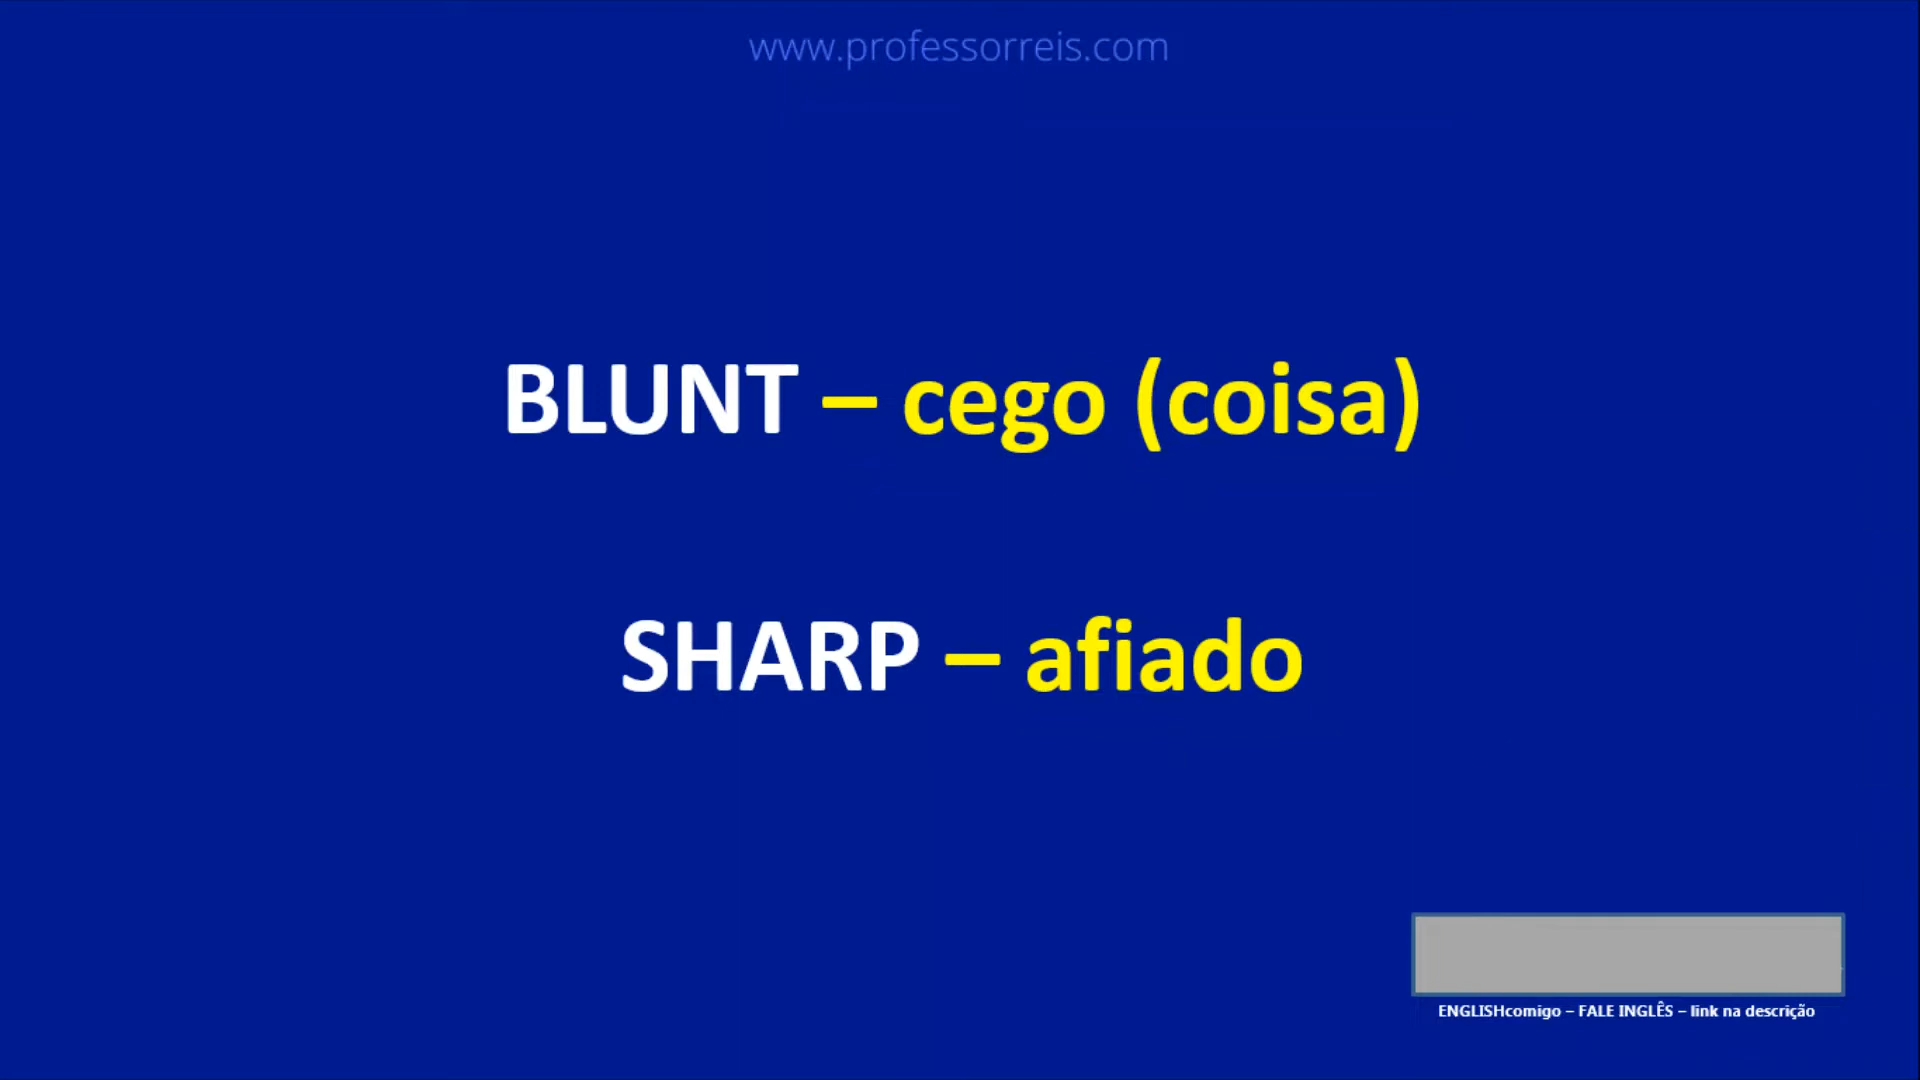 www.professorreis.com
BLUNT – cego (coisa)
SHARP – afiado
ENGLISHcomigo – FALE INGLÊS – link na descrição